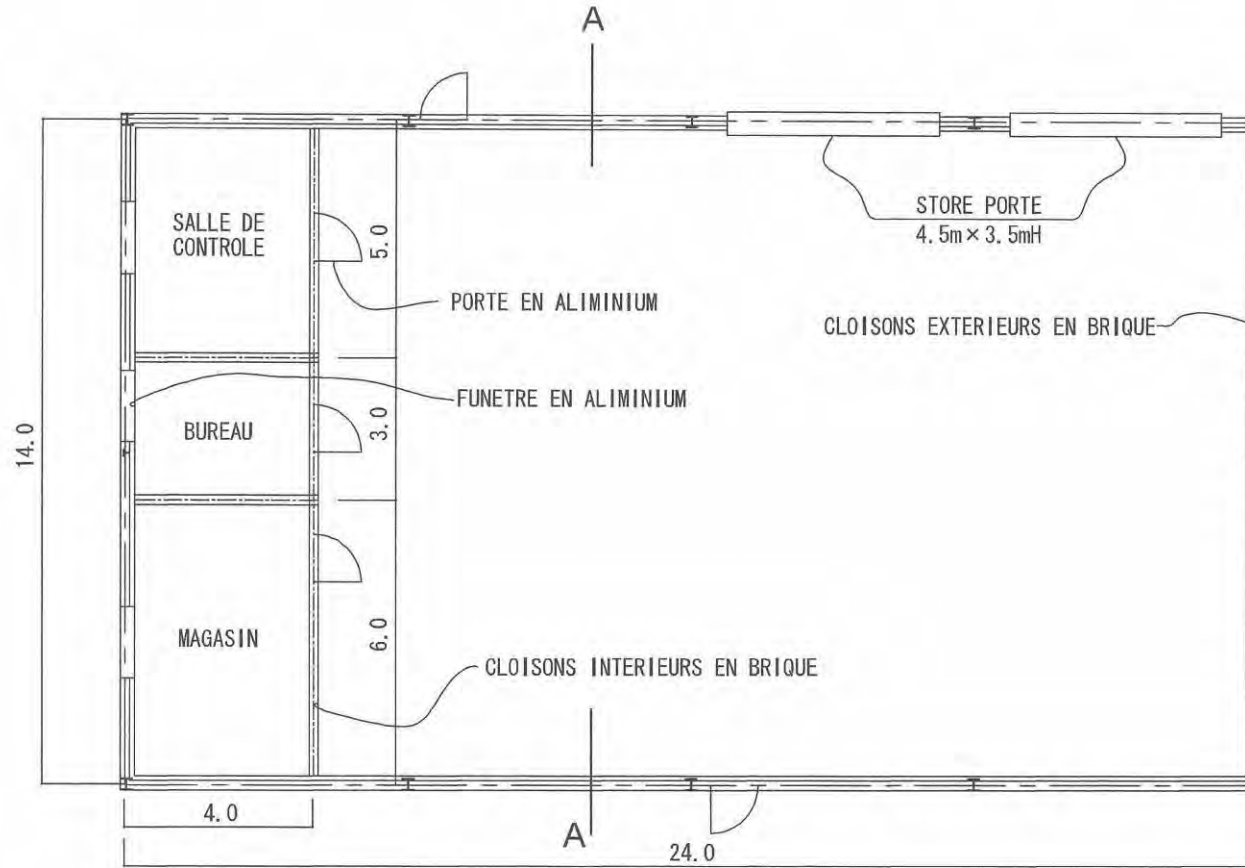 A
SALLE DE
CONTROLE
5.0
STORE PORTE
4.5m×3.5mH
PORTE EN ALIMINIUM
CLOISONS EXTERIEURS EN BRIQUE
FUNETRE EN ALIMINIUM
BUREAU
3.0
14.0
MAGASIN
6.0
CLOISONS INTERIEURS EN BRIQUE
4.0
A
24.0